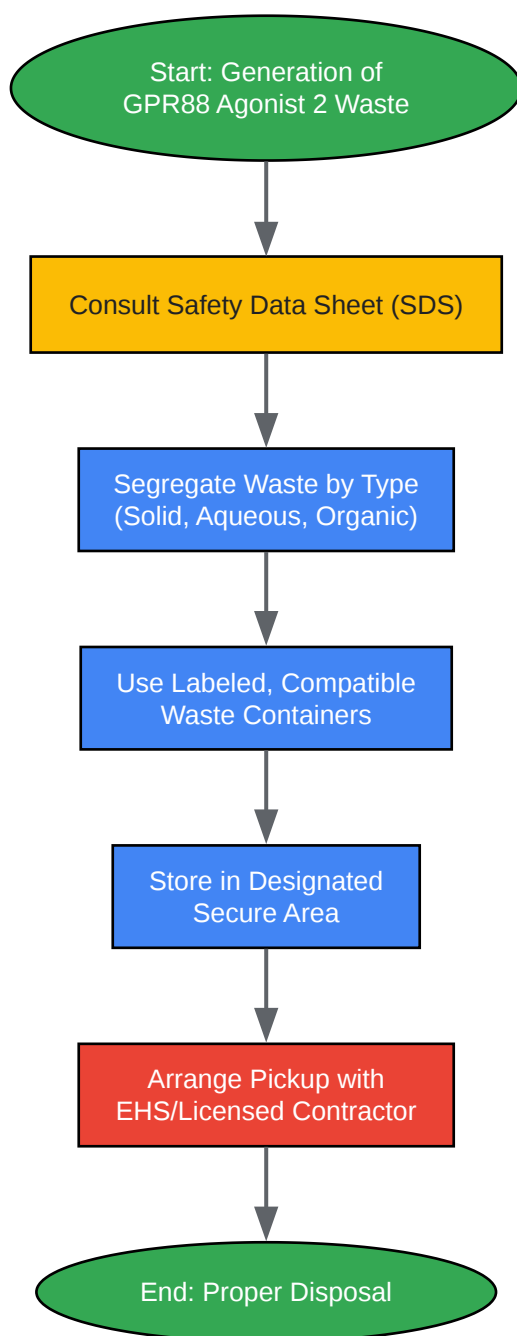 Start: Generation of
GPR88 Agonist 2 Waste
Consult Safety Data Sheet (SDS)
Segregate Waste by Type
(Solid, Aqueous, Organic)
Use Labeled, Compatible
Waste Containers
Store in Designated
Secure Area
Arrange Pickup with
EHS/Licensed Contractor
End: Proper Disposal